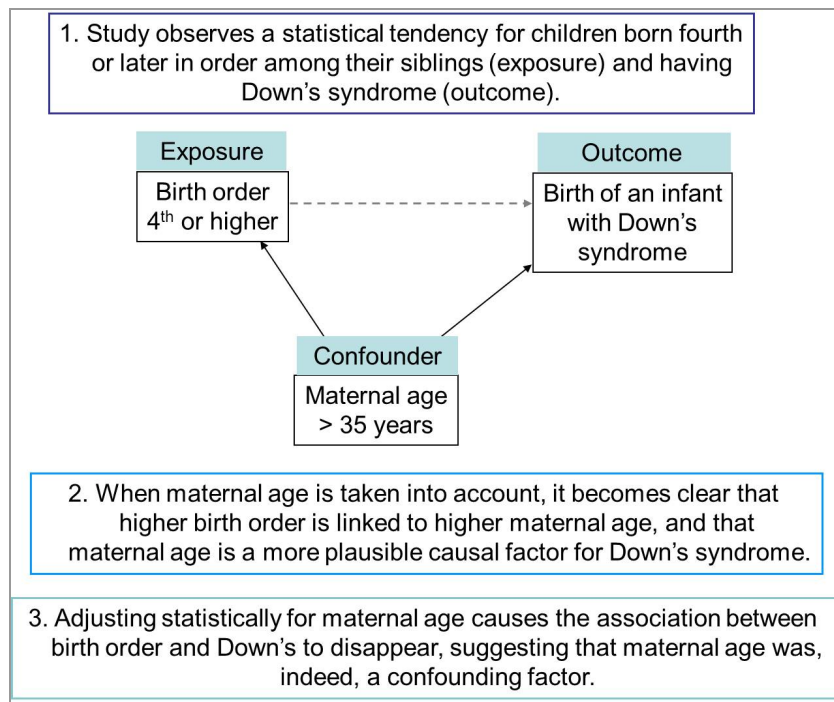 1. Study observes a statistical tendency for children born fourth
or later in order among their siblings (exposure) and having
Down's syndrome (outcome).
Exposure
Birth order
4th or higher
Outcome
Birth of an infant
with Down's
syndrome
Confounder
Maternal age
> 35 years
2. When maternal age is taken into account, it becomes clear that
higher birth order is linked to higher maternal age, and that
maternal age is a more plausible causal factor for Down's syndrome.
3. Adjusting statistically for maternal age causes the association between
birth order and Down's to disappear, suggesting that maternal age was,
indeed, a confounding factor.